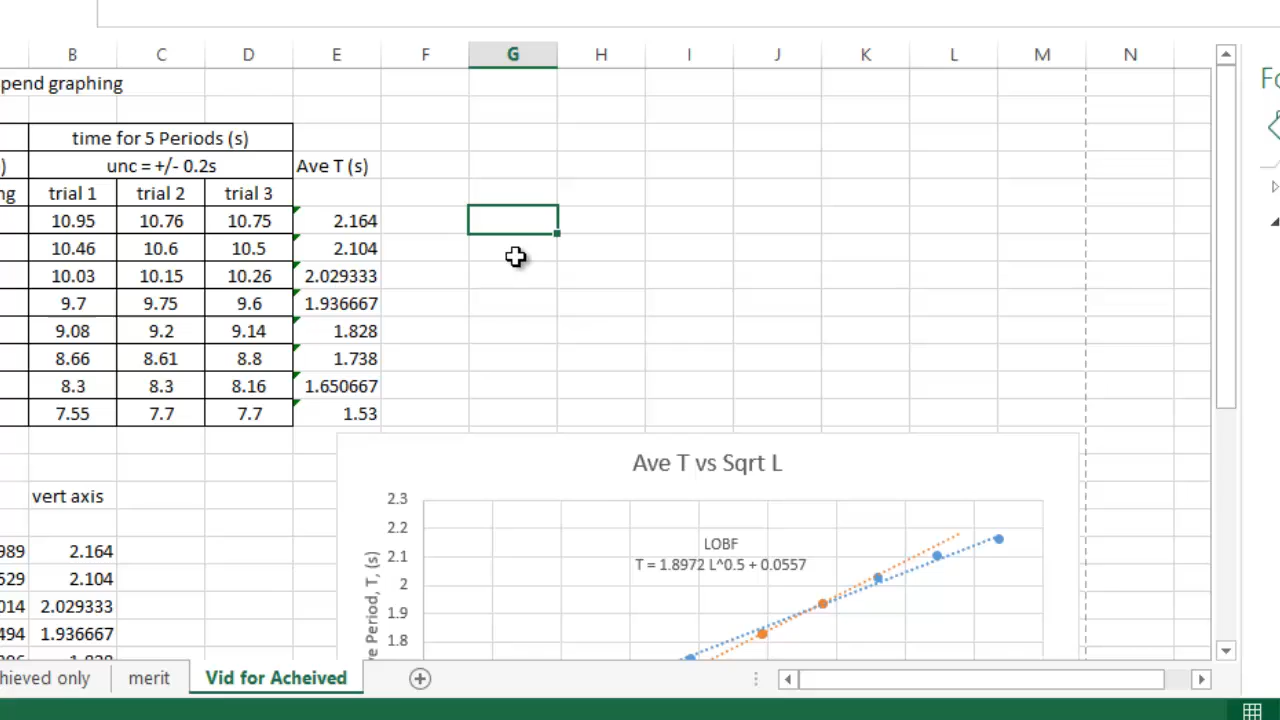 B C D E F G H I J K L M N
pend graphing
Fo
time for 5 Periods (s)
) unc = +/- 0.2s Ave T (s)
ng trial 1 trial 2 trial 3
10.95 10.76 10.75 2.164
10.46 10.6 10.5 2.104
10.03 10.15 10.26 2.029333
9.7 9.75 9.6 1.936667
9.08 9.2 9.14 1.828
8.66 8.61 8.8 1.738
8.3 8.3 8.16 1.650667
7.55 7.7 7.7 1.53
Ave T vs Sqrt L
vert axis
2.3
2.2
LOBF
989 2.164
2.1
T = 1.8972 L^0.5 + 0.0557
529 2.104
2
014 2.029333
1.9
494 1.936667
1.8
ve Period, T, (s)
1.828
hieved only merit Vid for Acheived